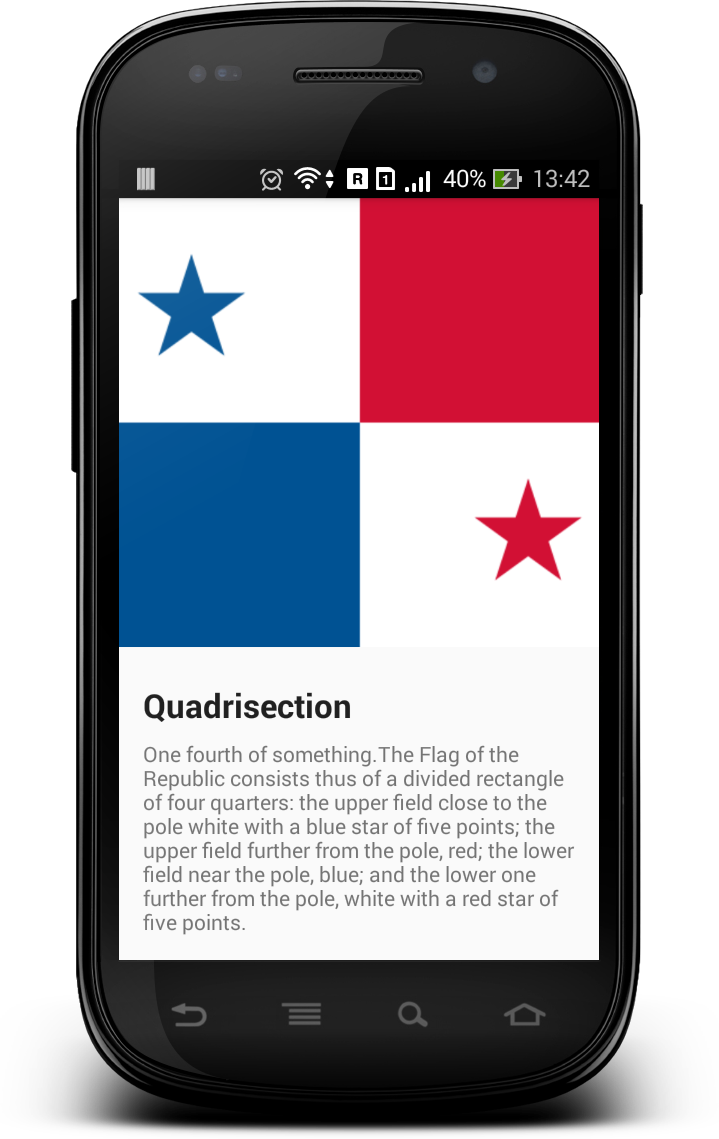 R 1 40% 13:42
Quadrisection
One fourth of something.The Flag of the
Republic consists thus of a divided rectangle
of four quarters: the upper field close to the
pole white with a blue star of five points; the
upper field further from the pole, red; the lower
field near the pole, blue; and the lower one
further from the pole, white with a red star of
five points.